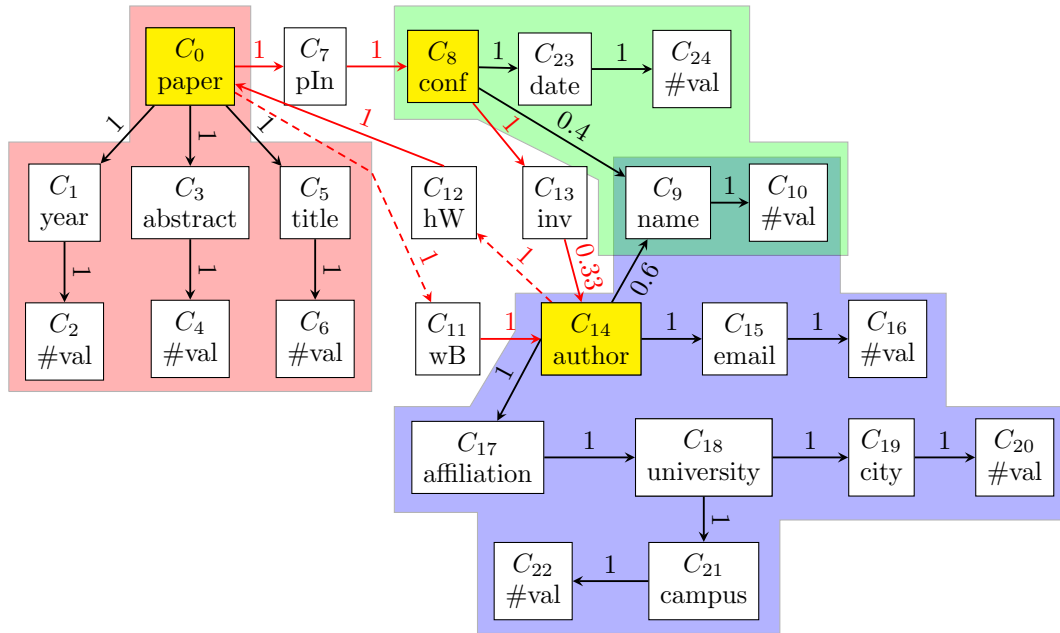 C0
paper
1
C7
pIn
1
C8
conf
1
C23
date
1
C24
#val
1
1
1
1
1
0.4
C1
year
C3
abstract
C5
title
C12
hW
C13
inv
C9
name
1
C10
#val
1
1
1
1
1
0.33
0.6
C2
#val
C4
#val
C6
#val
C11
wB
1
C14
author
1
C15
email
1
C16
#val
1
C17
affiliation
1
C18
university
1
C19
city
1
C20
#val
1
C22
#val
1
C21
campus